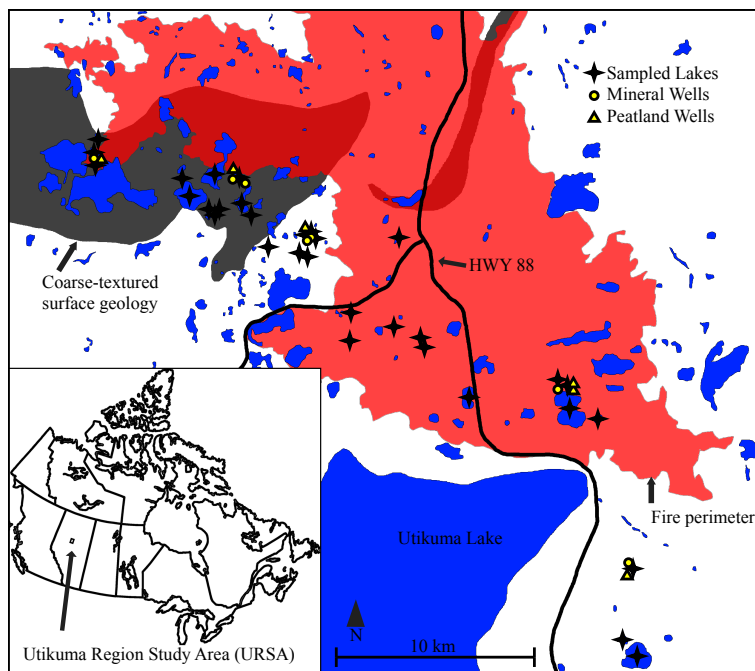 Sampled Lakes
Mineral Wells
Peatland Wells
Coarse-textured
surface geology
HWY 88
Fire perimeter
Utikuma Lake
N
10 km
Utikuma Region Study Area (URSA)